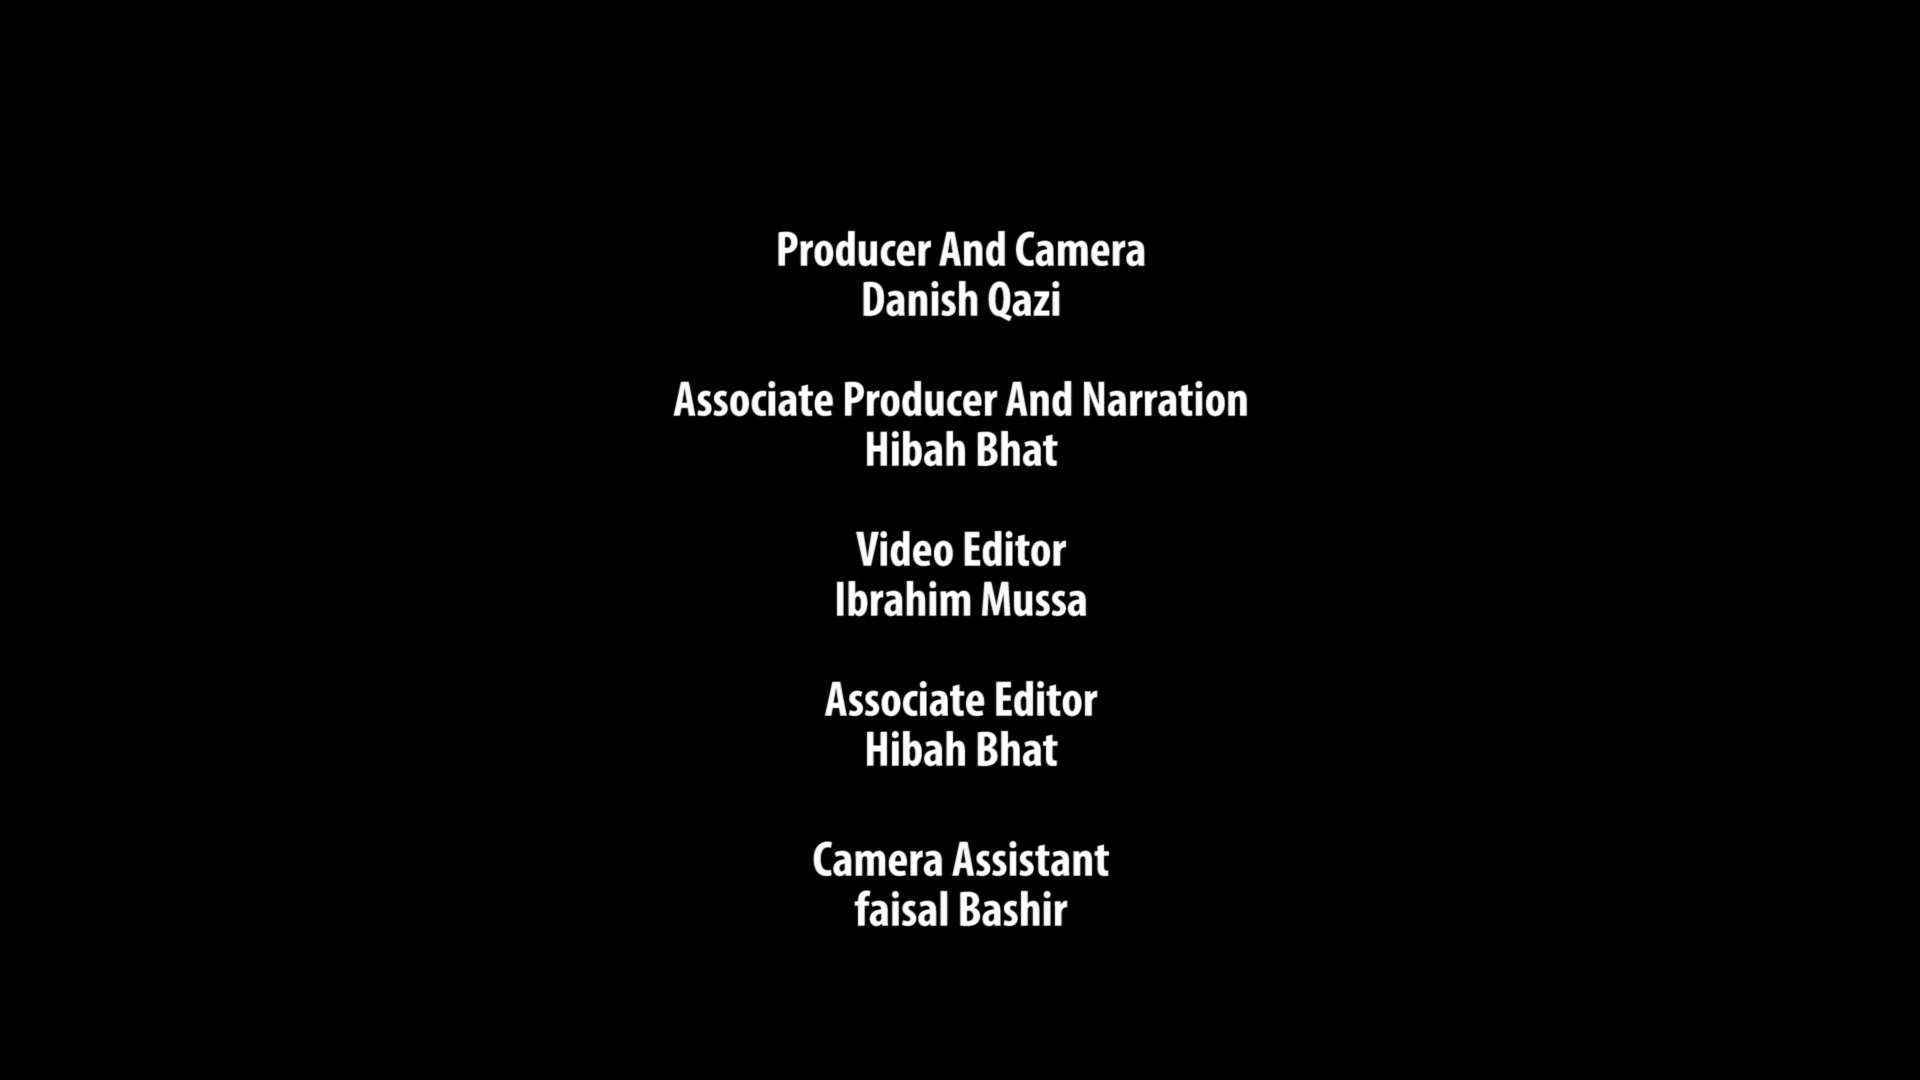 Producer And Camera
Danish Qazi
Associate Producer And Narration
Hibah Bhat
Video Editor
Ibrahim Mussa
Associate Editor
Hibah Bhat
Camera Assistant
faisal Bashir